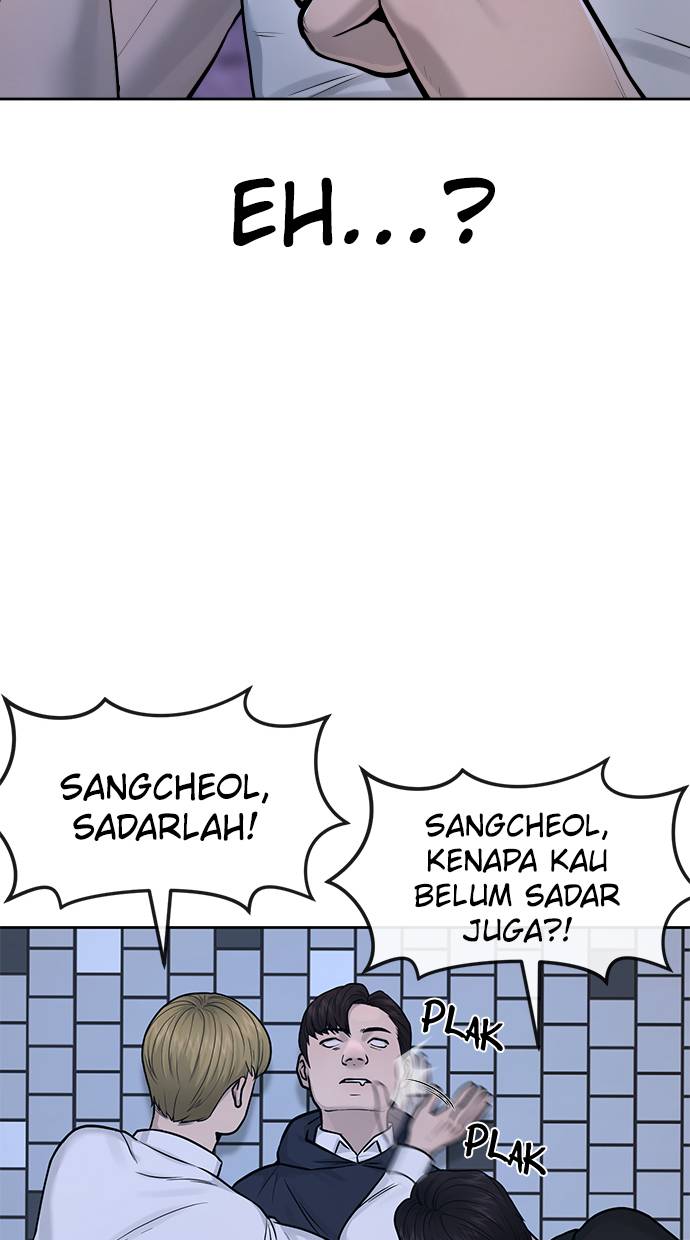 EH...?
SANGCHEOL,
SADARLAH!
SANGCHEOL,
KENAPA KAU
BELUM SADAR
JUGA?!
PLAK
PLAK